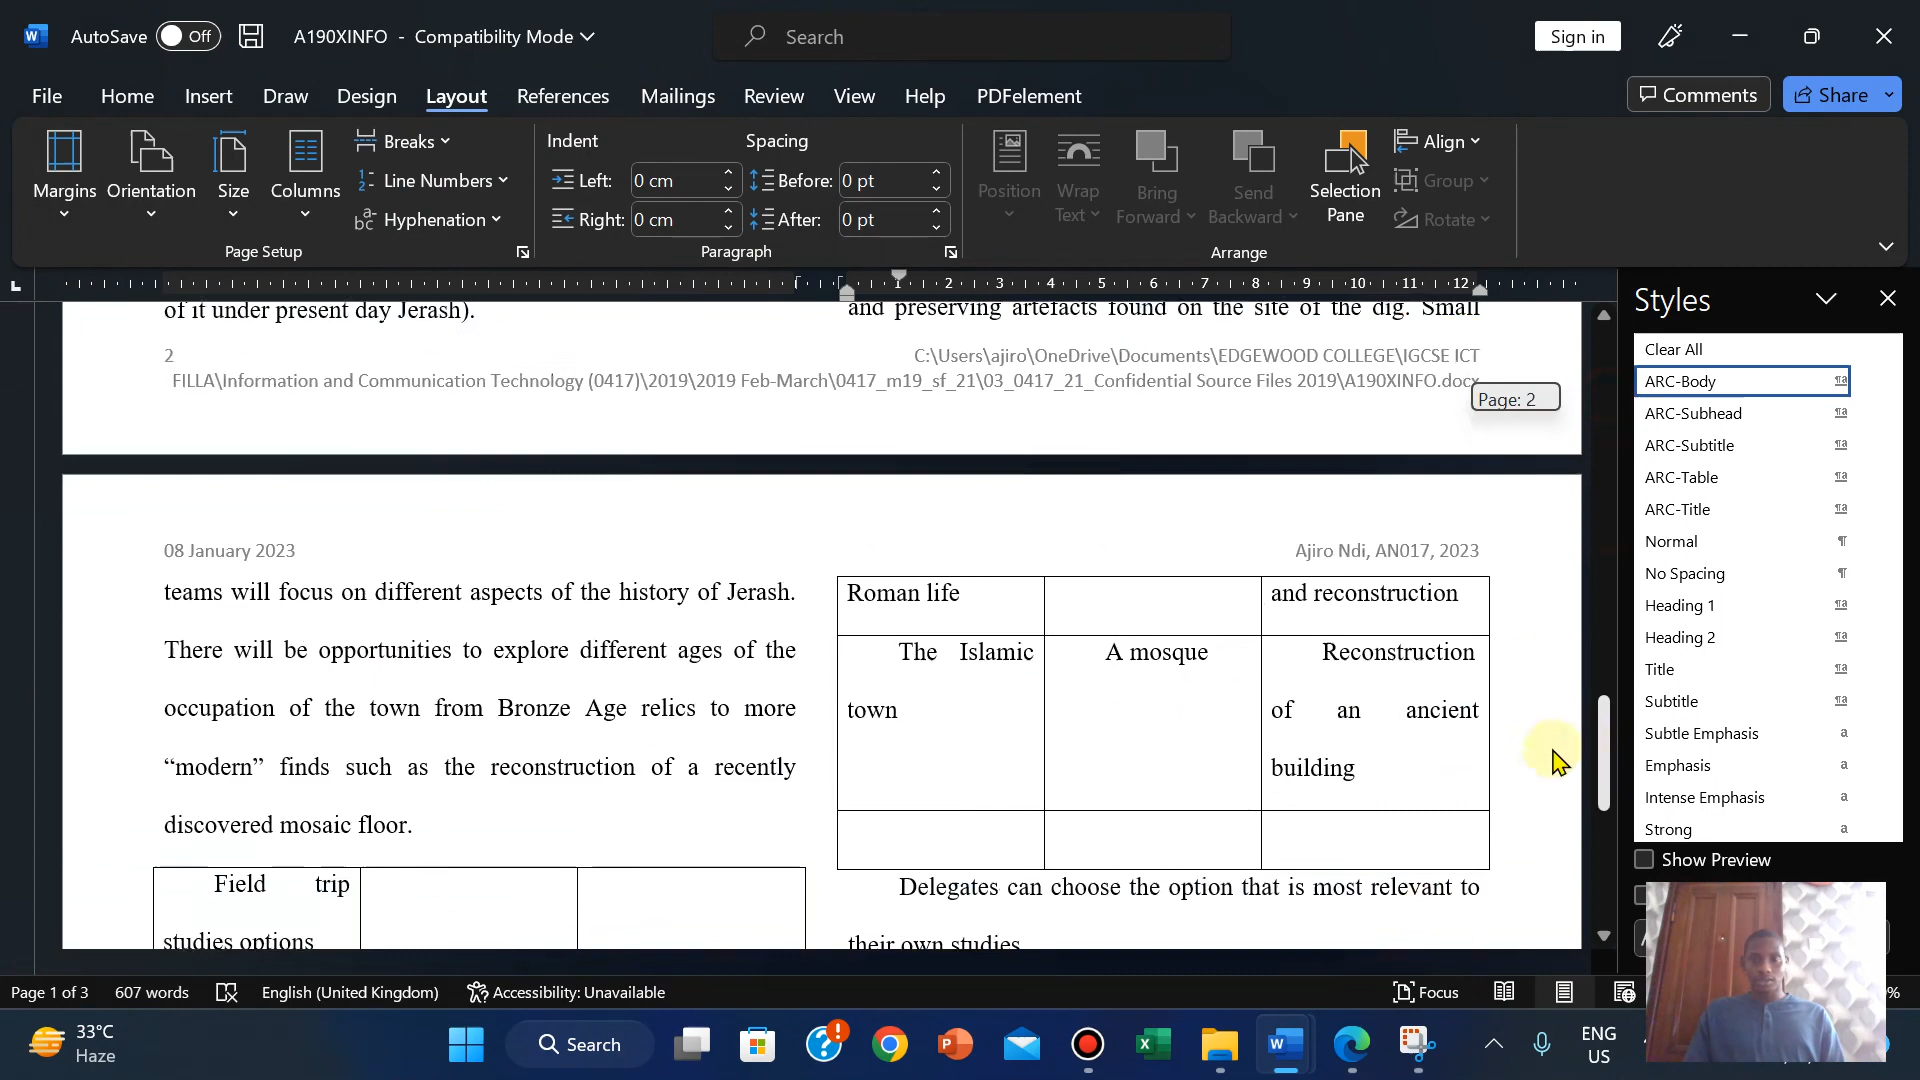 AutoSave Off A190XINFO - Compatibility Mode Search Sign in
File Home Insert Draw Design Layout References Mailings Review View Help PDFelement Comments Share
Margins Orientation Size Columns
Breaks
Line Numbers
Hyphenation
Page Setup
Indent Spacing
Left: 0 cm Before: 0 pt
Right: 0 cm After: 0 pt
Paragraph
Position Wrap Text Bring Forward Send Backward Selection Pane
Align
Group
Rotate
Arrange
1 2 3 4 5 6 7 8 9 10 11 12
of it under present day Jerash).
and preserving artefacts found on the site of the dig. Small
2 C:\Users\ajiro\OneDrive\Documents\EDGEWOOD COLLEGE\IGCSE ICT
FILLA\Information and Communication Technology (0417)\2019\2019 Feb-March\0417_m19_sf_21\03_0417_21_Confidential Source Files 2019\A190XINFO.docx
Page: 2
08 January 2023 Ajiro Ndi, AN017, 2023
teams will focus on different aspects of the history of Jerash.
There will be opportunities to explore different ages of the
occupation of the town from Bronze Age relics to more
“modern” finds such as the reconstruction of a recently
discovered mosaic floor.
Field trip
studies options
Roman life and reconstruction
The Islamic A mosque Reconstruction
town of an ancient
building
Delegates can choose the option that is most relevant to
their own studies
Styles
Clear All
ARC-Body
ARC-Subhead
ARC-Subtitle
ARC-Table
ARC-Title
Normal
No Spacing
Heading 1
Heading 2
Title
Subtitle
Subtle Emphasis
Emphasis
Intense Emphasis
Strong
Show Preview
Page 1 of 3 607 words English (United Kingdom) Accessibility: Unavailable Focus %
33°C
Haze
Search
ENG
US